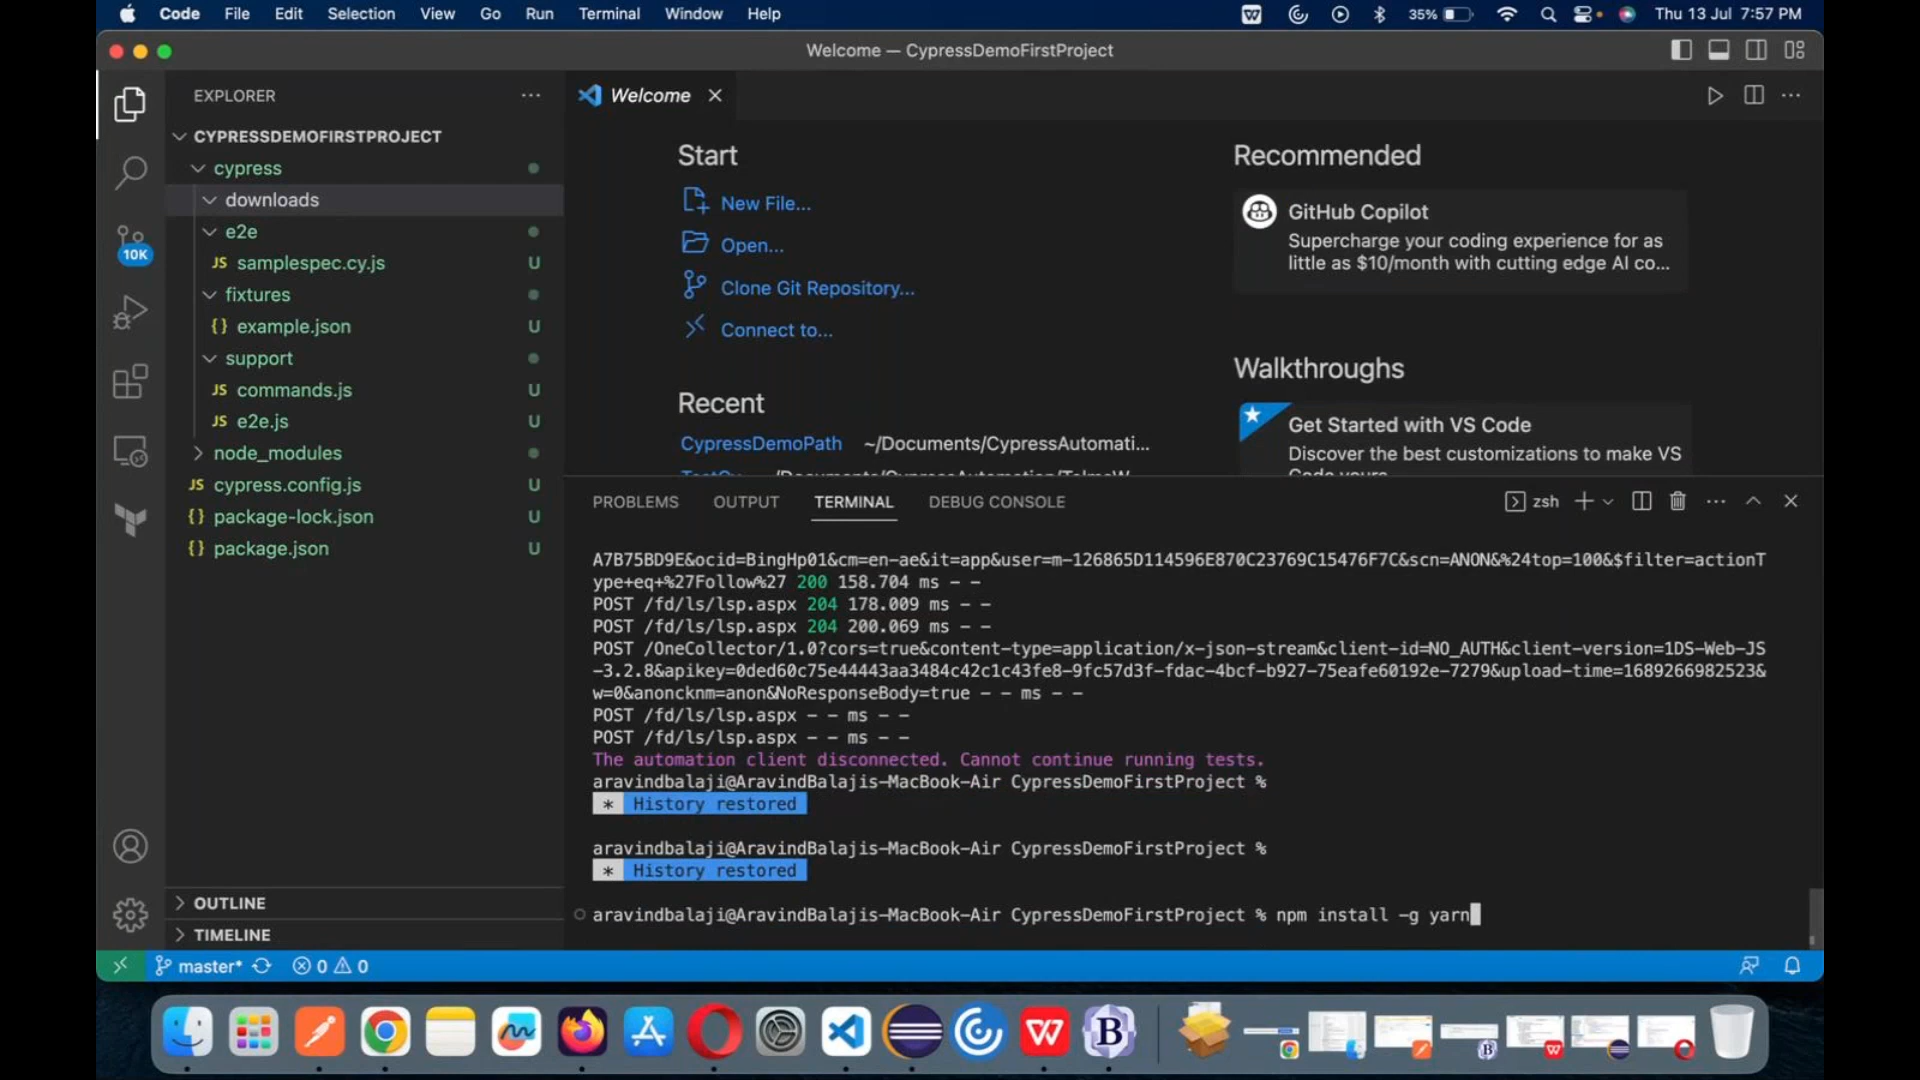 Code File Edit Selection View Go Run Terminal Window Help 35% Thu 13 Jul 7:57 PM
Welcome — CypressDemoFirstProject
EXPLORER
Welcome
CYPRESSDEMOFIRSTPROJECT
cypress
downloads
e2e
JS samplespec.cy.js U
fixtures
{} example.json U
support
JS commands.js U
JS e2e.js U
node_modules
JS cypress.config.js U
{} package-lock.json U
{} package.json U
10K
OUTLINE
TIMELINE
Start
New File...
Open...
Clone Git Repository...
Connect to...
Recent
CypressDemoPath ~/Documents/CypressAutomati...
Recommended
GitHub Copilot
Supercharge your coding experience for as
little as $10/month with cutting edge AI co...
Walkthroughs
Get Started with VS Code
Discover the best customizations to make VS
Code yours.
PROBLEMS OUTPUT TERMINAL DEBUG CONSOLE zsh
A7B75BD9E&ocid=BingHp01&cm=en-ae&it=app&user=m-126865D114596E870C23769C15476F7C&scn=ANON&%24top=100&$filter=actionT
ype+eq+%27Follow%27 200 158.704 ms - -
POST /fd/ls/lsp.aspx 204 178.009 ms - -
POST /fd/ls/lsp.aspx 204 200.069 ms - -
POST /OneCollector/1.0?cors=true&content-type=application/x-json-stream&client-id=NO_AUTH&client-version=1DS-Web-JS
-3.2.8&apikey=0ded60c75e44443aa3484c42c1c43fe8-9fc57d3f-fdac-4bcf-b927-75eafe60192e-7279&upload-time=1689266982523&
w=0&anoncknm=anon&NoResponseBody=true - - ms - -
POST /fd/ls/lsp.aspx - - ms - -
POST /fd/ls/lsp.aspx - - ms - -
The automation client disconnected. Cannot continue running tests.
aravindbalaji@AravindBalajis-MacBook-Air CypressDemoFirstProject %
* History restored
aravindbalaji@AravindBalajis-MacBook-Air CypressDemoFirstProject %
* History restored
aravindbalaji@AravindBalajis-MacBook-Air CypressDemoFirstProject % npm install -g yarn
master* 0 0